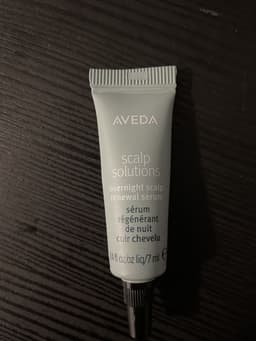 AVEDA
scalp
solutions
overnight scalp
renewal serum
sérum
régénérant
de nuit
cuir chevelu
fl.oz liq/7 ml